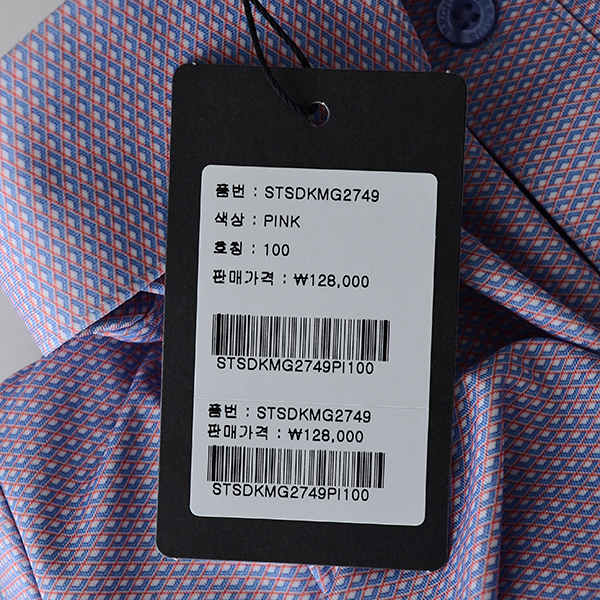 품번 : STSDKMG2749
색상 : PINK
호칭 : 100
판매가격 : ₩128,000
STSDKMG2749PI100
품번 : STSDKMG2749
판매가격 : ₩128,000
STSDKMG2749PI100